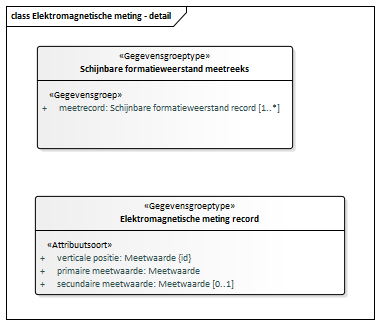 class Elektromagnetische meting - detail
«Gegevensgroeptype»
Schijnbare formatieweerstand meetreeks
«Gegevensgroep»
+ meetrecord: Schijnbare formatieweerstand record [1..*]
«Gegevensgroeptype»
Elektromagnetische meting record
«Attribuutsoort»
+ verticale positie: Meetwaarde {id}
+ primaire meetwaarde: Meetwaarde
+ secundaire meetwaarde: Meetwaarde [0..1]